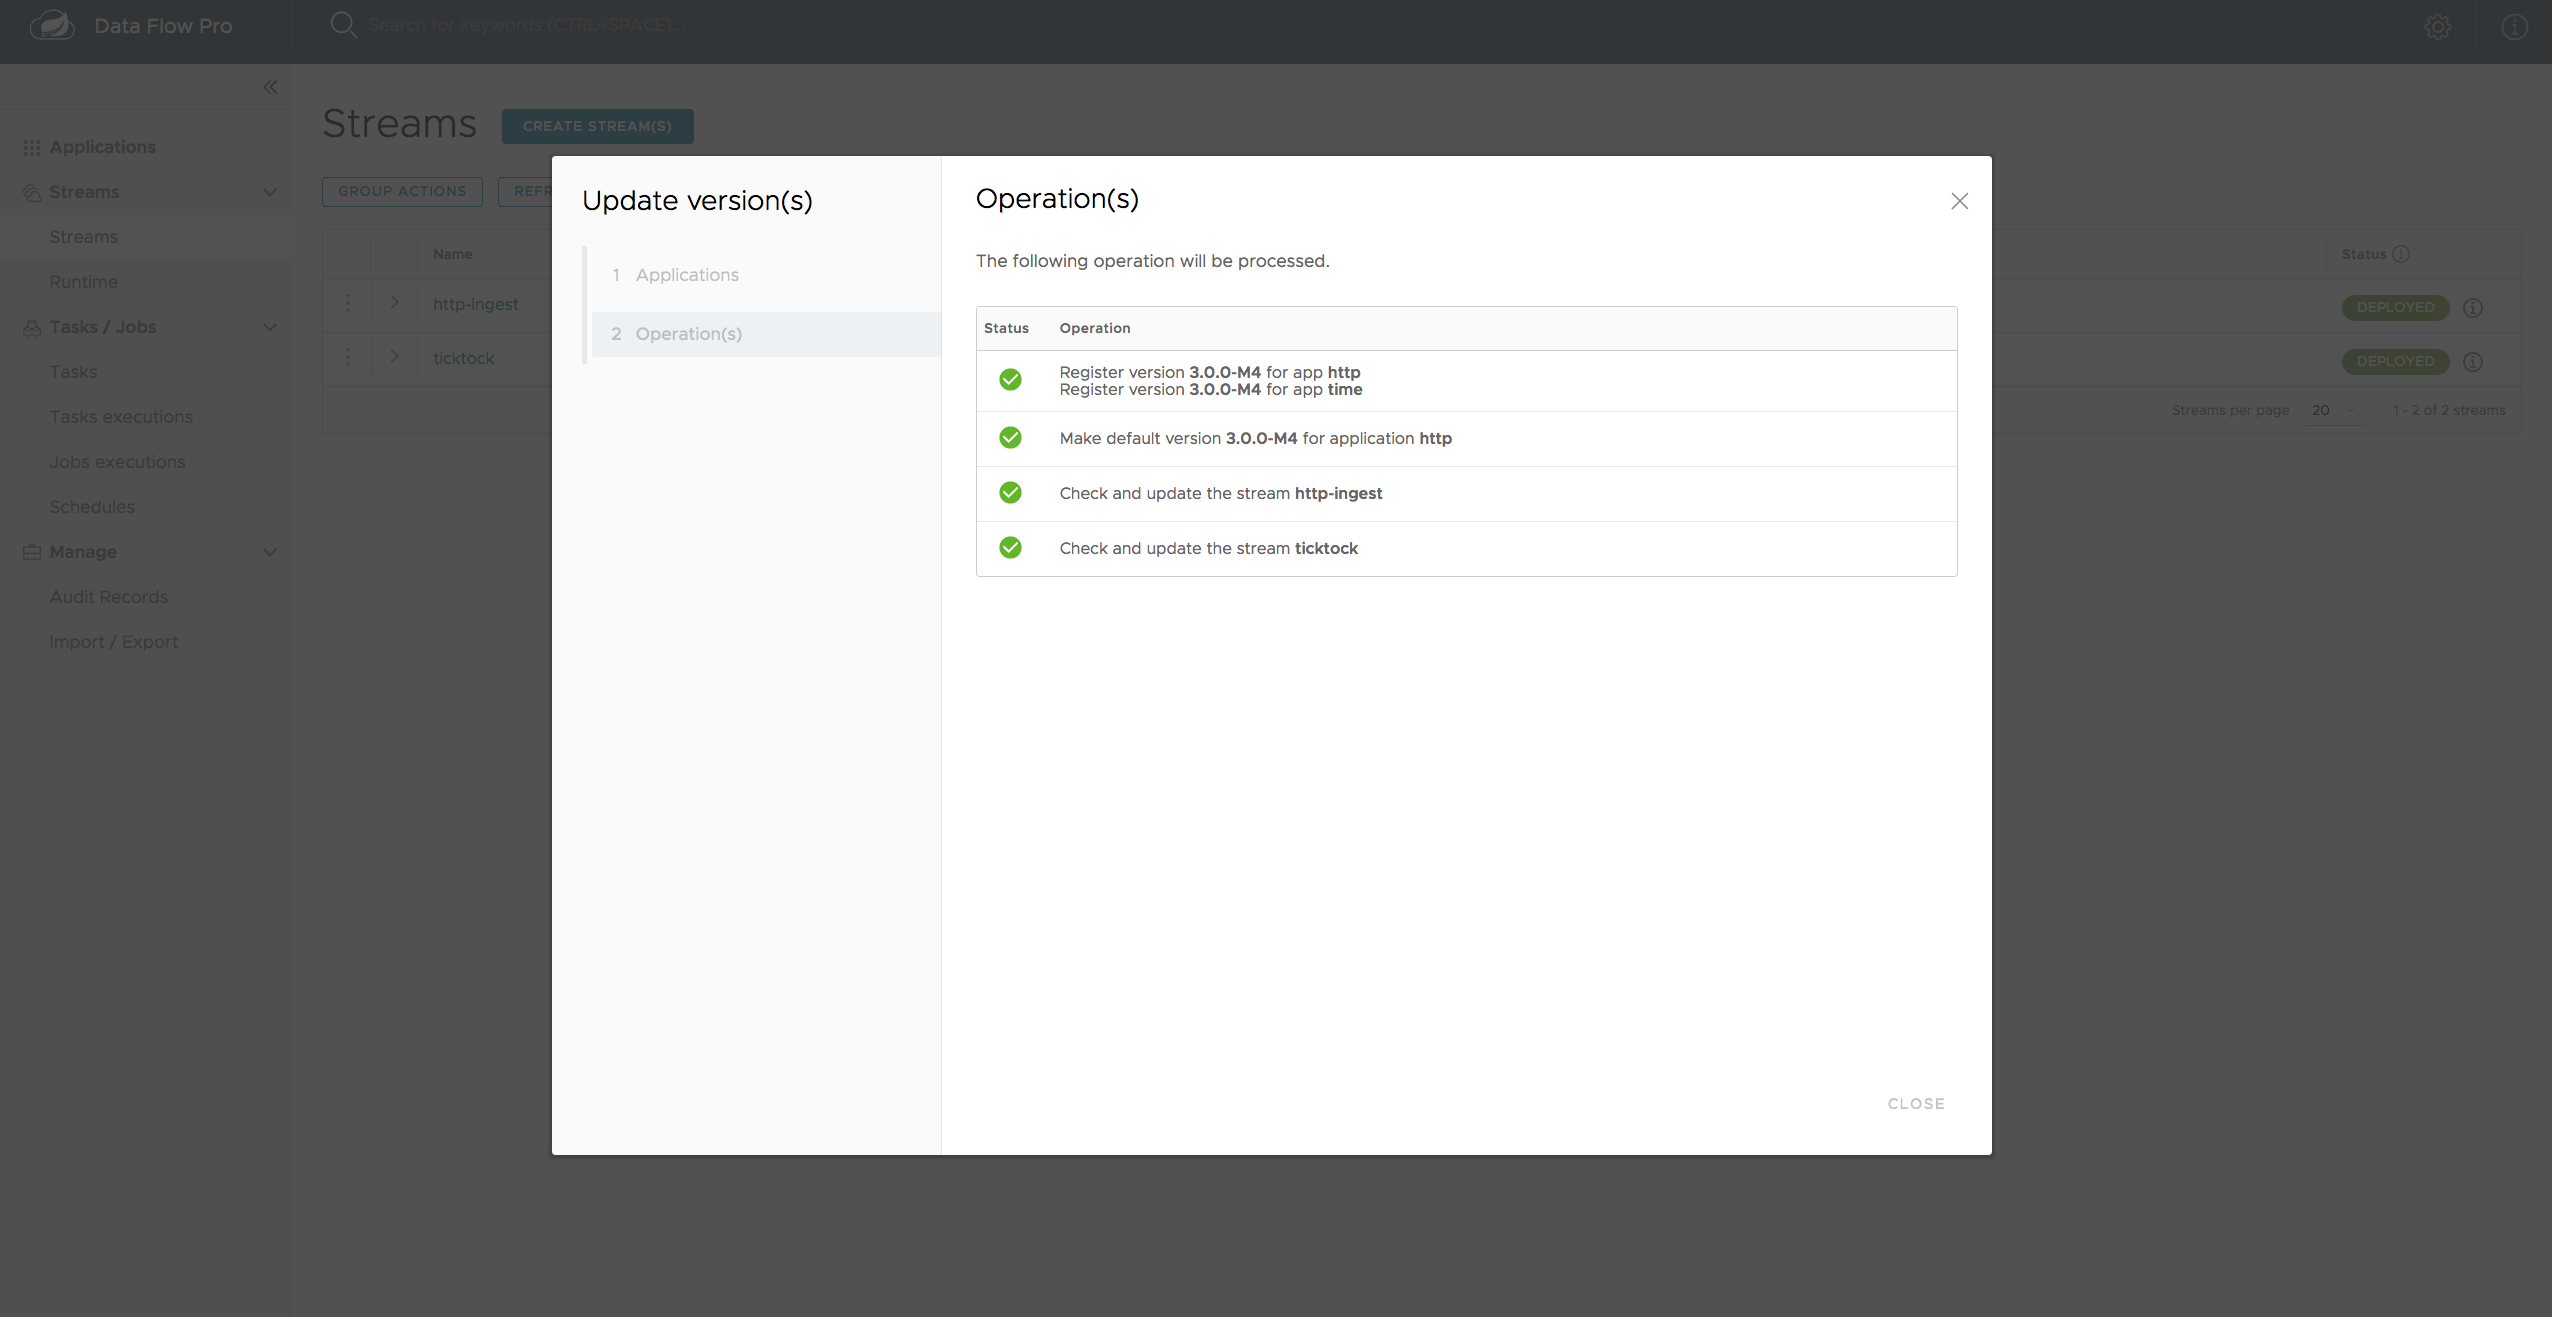 Data Flow Pro
Search for keywords (CTRL+SPACE)...
Applications
Streams
Streams
Runtime
Tasks / Jobs
Tasks
Tasks executions
Jobs executions
Schedules
Manage
Audit Records
Import / Export
Streams
CREATE STREAM(S)
GROUP ACTIONS
REFR
Name
Status
http-ingest
DEPLOYED
ticktock
DEPLOYED
Streams per page 20 1 - 2 of 2 streams
Update version(s)
1 Applications
2 Operation(s)
Operation(s)
The following operation will be processed.
Status Operation
Register version 3.0.0-M4 for app http
Register version 3.0.0-M4 for app time
Make default version 3.0.0-M4 for application http
Check and update the stream http-ingest
Check and update the stream ticktock
CLOSE